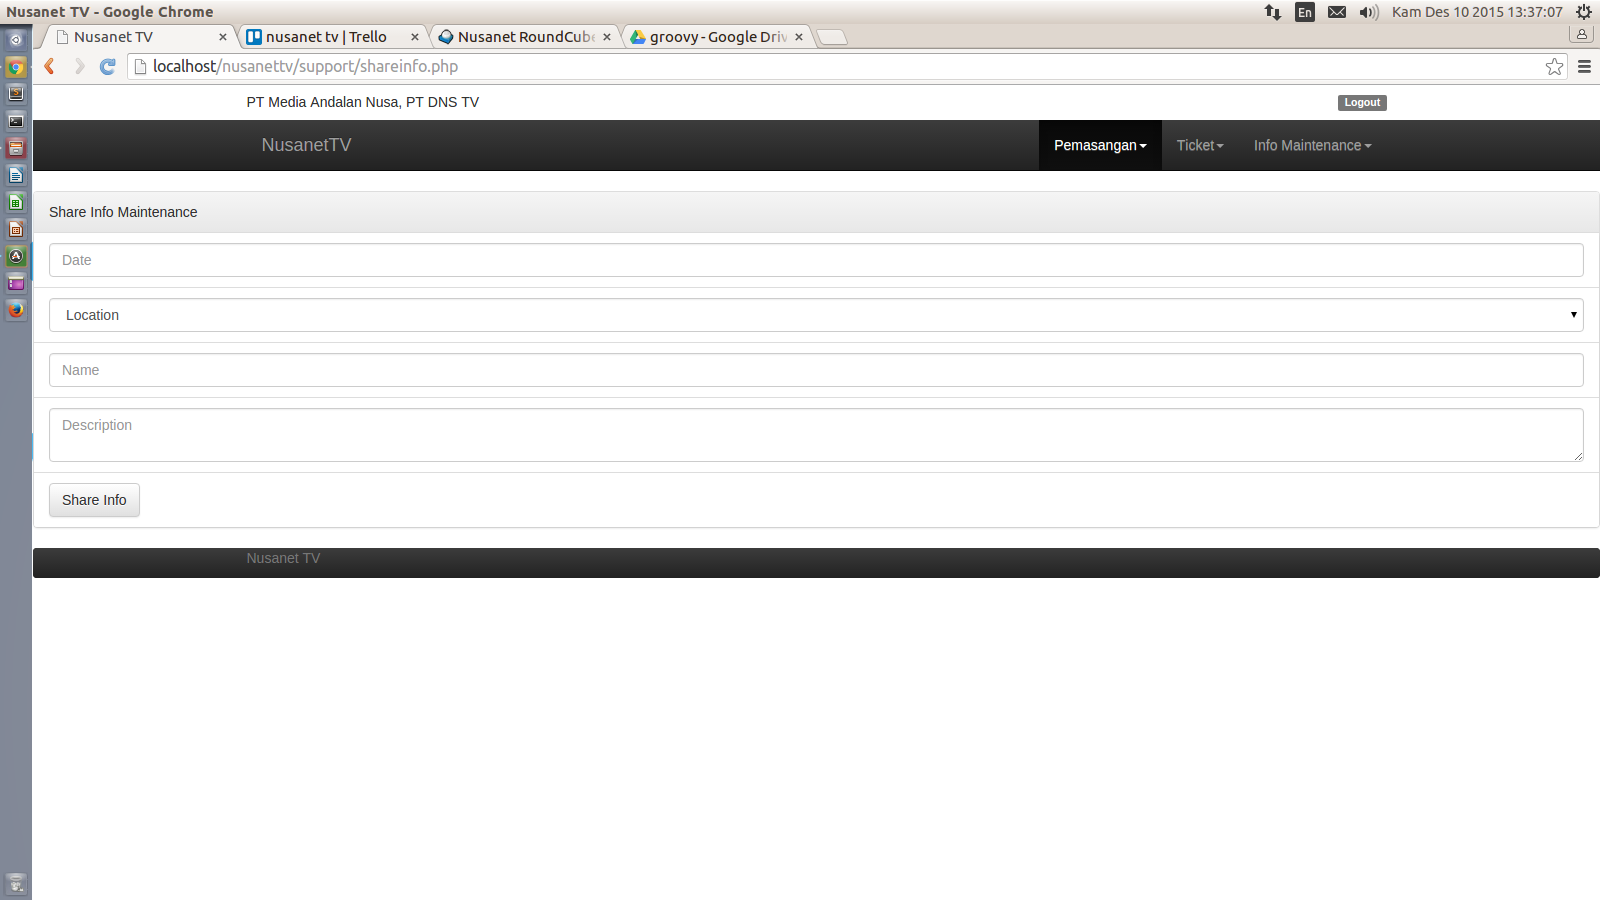 Nusanet TV - Google Chrome
En
Kam Des 10 2015 13:37:07
Nusanet TV
nusanet tv | Trello
Nusanet RoundCube
groovy - Google Driv
localhost/nusanettv/support/shareinfo.php
PT Media Andalan Nusa, PT DNS TV
Logout
NusanetTV
Pemasangan
Ticket
Info Maintenance
Share Info Maintenance
Date
Location
Name
Description
Share Info
Nusanet TV